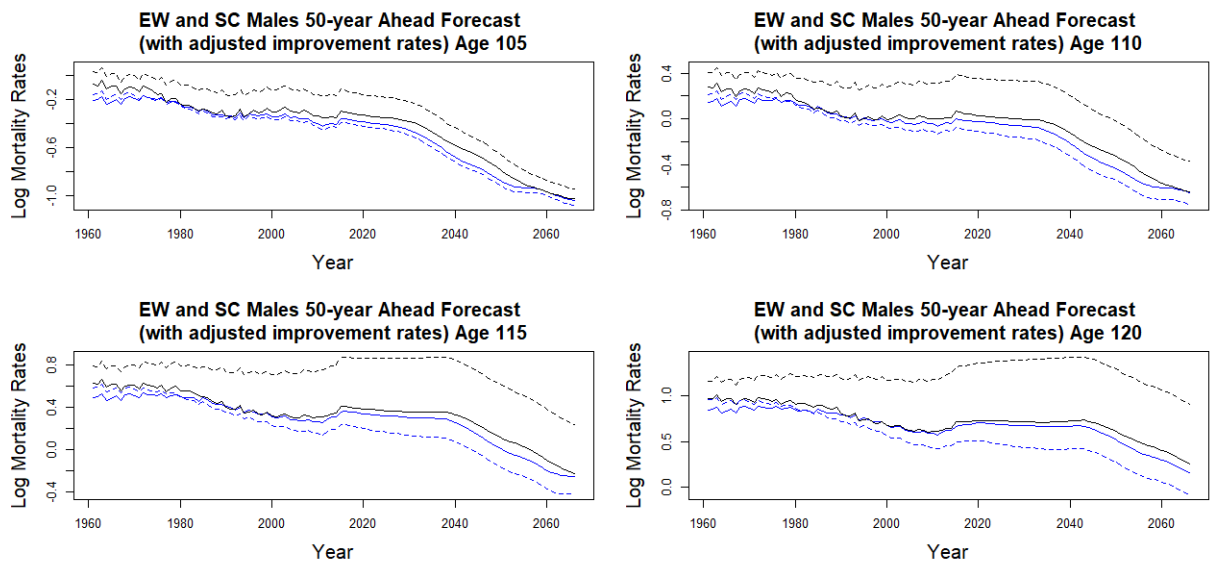 EW and SC Males 50-year Ahead Forecast
(with adjusted improvement rates) Age 105
Log Mortality Rates
-0.2
-0.6
-1.0
1960 1980 2000 2020 2040 2060
Year
EW and SC Males 50-year Ahead Forecast
(with adjusted improvement rates) Age 110
Log Mortality Rates
0.4
0.0
-0.4
-0.8
1960 1980 2000 2020 2040 2060
Year
EW and SC Males 50-year Ahead Forecast
(with adjusted improvement rates) Age 115
Log Mortality Rates
0.8
0.4
0.0
-0.4
1960 1980 2000 2020 2040 2060
Year
EW and SC Males 50-year Ahead Forecast
(with adjusted improvement rates) Age 120
Log Mortality Rates
1.0
0.5
0.0
1960 1980 2000 2020 2040 2060
Year